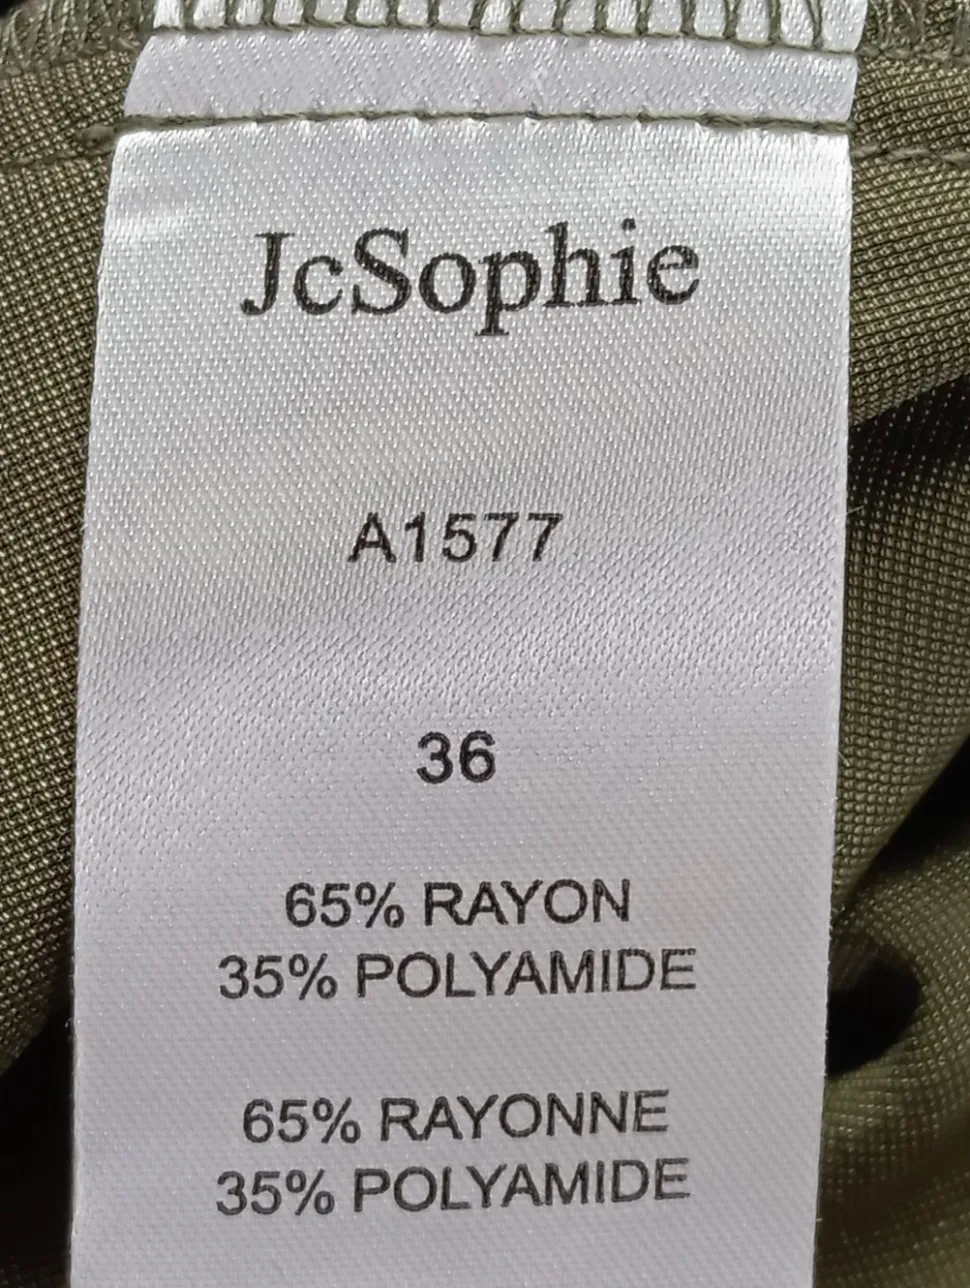 JcSophie
A1577
36
65% RAYON
35% POLYAMIDE
65% RAYONNE
35% POLYAMIDE